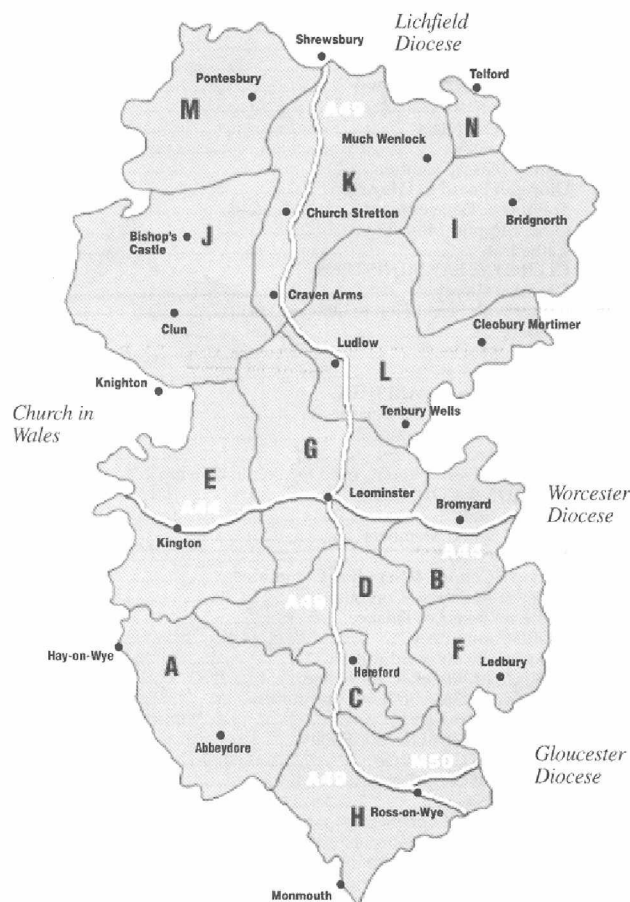 Lichfield
Diocese
Shrewsbury
Telford
Pontesbury
M
A49
N
Much Wenlock
K
Church Stretton
Bridgnorth
I
J
Bishop's
Castle
Craven Arms
Clun
Cleobury Mortimer
Ludlow
L
Knighton
Church in
Wales
Tenbury Wells
G
E
Leominster
Bromyard
Worcester
Diocese
A44
Kington
A44
D
B
A49
Hay-on-Wye
A
F
Hereford
Ledbury
C
Abbeydore
M50
Gloucester
Diocese
A49
Ross-on-Wye
H
Monmouth